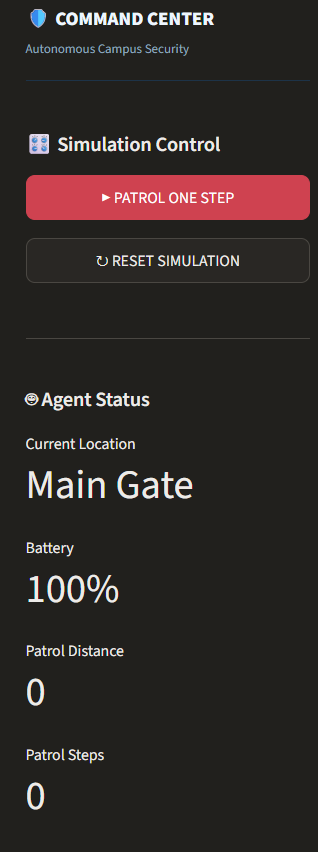 COMMAND CENTER
Autonomous Campus Security
Simulation Control
PATROL ONE STEP
RESET SIMULATION
Agent Status
Current Location
Main Gate
Battery
100%
Patrol Distance
0
Patrol Steps
0